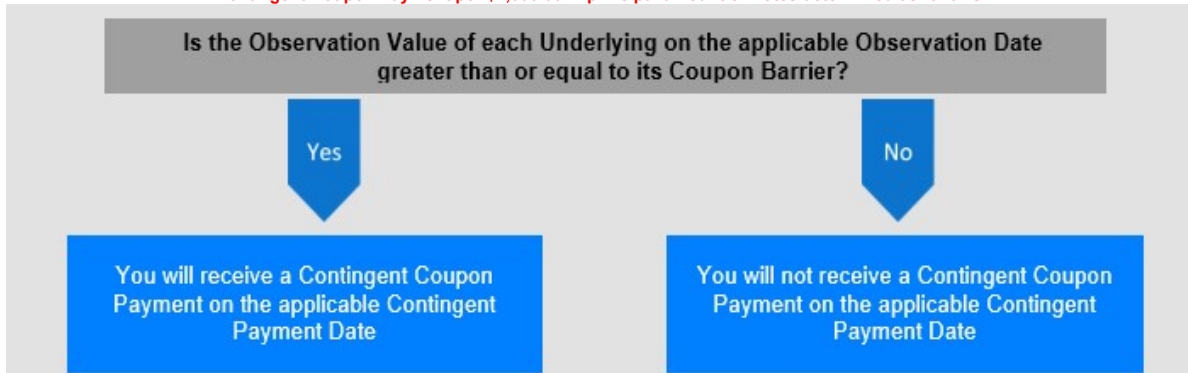 Is the Observation Value of each Underlying on the applicable Observation Date
greater than or equal to its Coupon Barrier?
Yes
No
You will receive a Contingent Coupon
Payment on the applicable Contingent
Payment Date
You will not receive a Contingent Coupon
Payment on the applicable Contingent
Payment Date